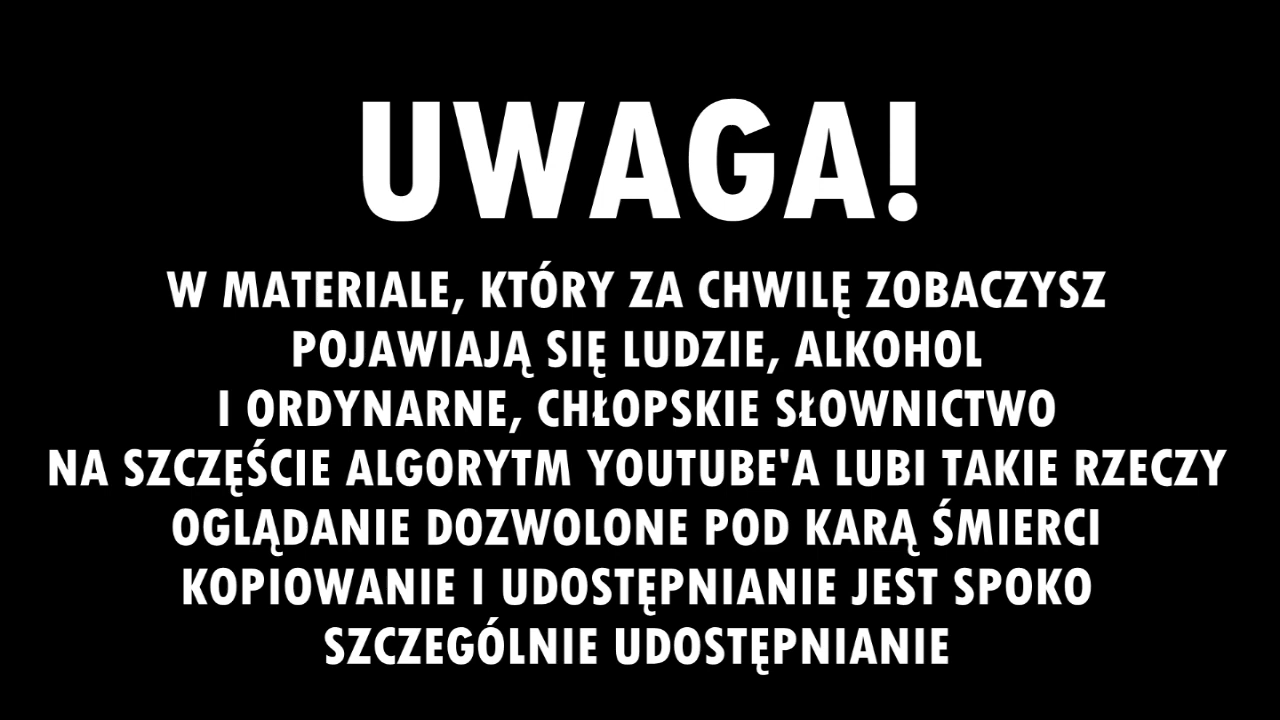 UWAGA!
W MATERIALE, KTÓRY ZA CHWILĘ ZOBACZYSZ
POJAWIAJĄ SIĘ LUDZIE, ALKOHOL
I ORDYNARNE, CHŁOPSKIE SŁOWNICTWO
NA SZCZĘŚCIE ALGORYTM YOUTUBE'A LUBI TAKIE RZECZY
OGLĄDANIE DOZWOLONE POD KARĄ ŚMIERCI
KOPIOWANIE I UDOSTĘPNIANIE JEST SPOKO
SZCZEGÓLNIE UDOSTĘPNIANIE